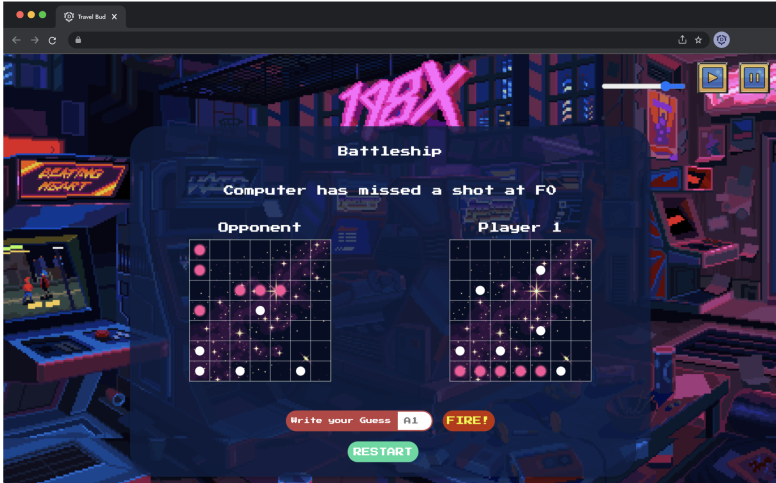 Travel Bud X
198X
Battleship
BEATING
HEART
Computer has missed a shot at F0
Opponent
Player 1
Write your Guess A1 FIRE!
RESTART